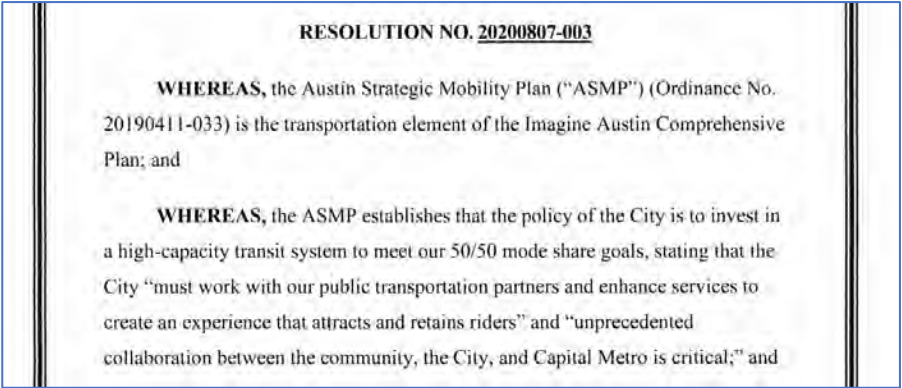 RESOLUTION NO. 20200807-003
WHEREAS, the Austin Strategic Mobility Plan (“ASMP”) (Ordinance No.
20190411-033) is the transportation element of the Imagine Austin Comprehensive
Plan; and
WHEREAS, the ASMP establishes that the policy of the City is to invest in
a high-capacity transit system to meet our 50/50 mode share goals, stating that the
City “must work with our public transportation partners and enhance services to
create an experience that attracts and retains riders” and “unprecedented
collaboration between the community, the City, and Capital Metro is critical;” and